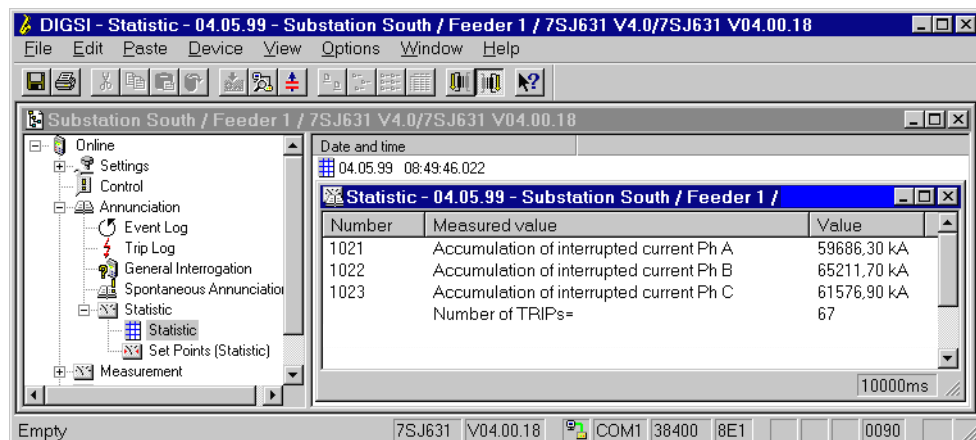 DIGSI - Statistic - 04.05.99 - Substation South / Feeder 1 / 7SJ631 V4.0/7SJ631 V04.00.18
File Edit Paste Device View Options Window Help
Substation South / Feeder 1 / 7SJ631 V4.0/7SJ631 V04.00.18
Online
Settings
Control
Annunciation
Event Log
Trip Log
General Interrogation
Spontaneous Annunciation
Statistic
Statistic
Set Points (Statistic)
Measurement
Date and time
04.05.99 08:49:46.022
Statistic - 04.05.99 - Substation South / Feeder 1 /
Number Measured value Value
1021 Accumulation of interrupted current Ph A 59686,30 kA
1022 Accumulation of interrupted current Ph B 65211,70 kA
1023 Accumulation of interrupted current Ph C 61576,90 kA
Number of TRIPs= 67
10000ms
Empty 7SJ631 V04.00.18 COM1 38400 8E1 0090